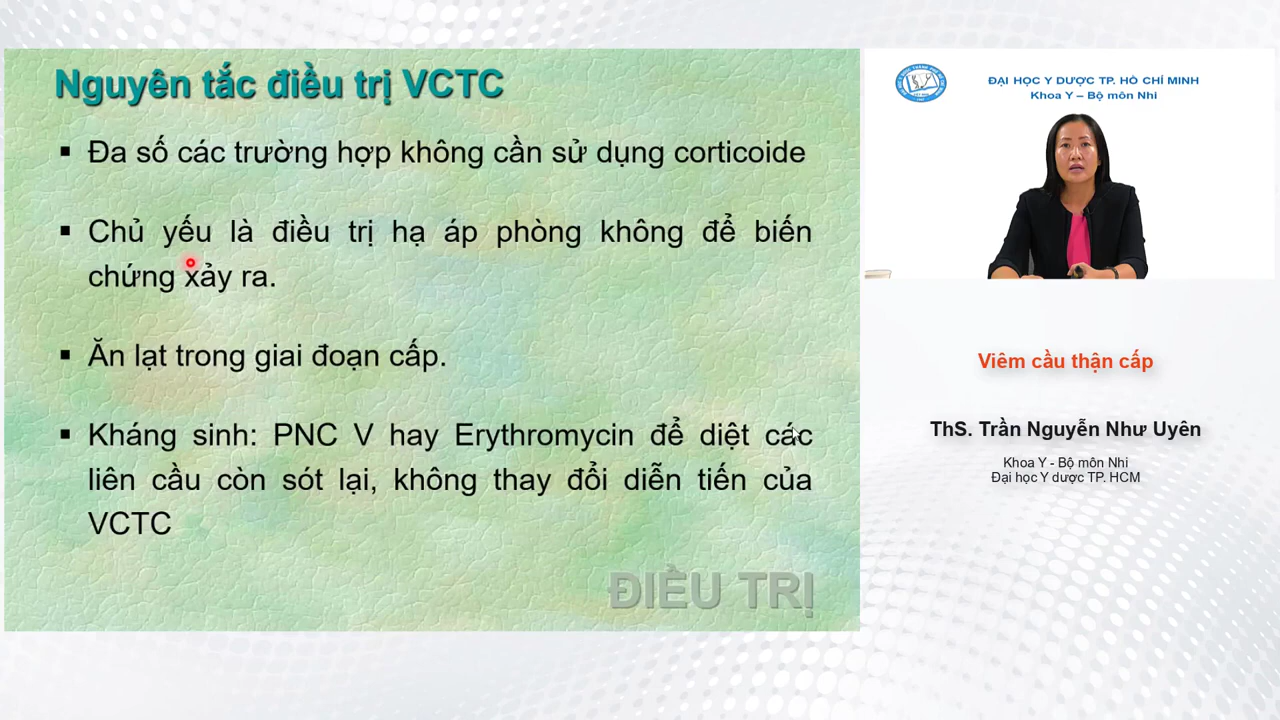 Nguyên tắc điều trị VCTC
▪ Đa số các trường hợp không cần sử dụng corticoide
▪ Chủ yếu là điều trị hạ áp phòng không để biến
chứng xảy ra.
▪ Ăn lạt trong giai đoạn cấp.
▪ Kháng sinh: PNC V hay Erythromycin để diệt các
liên cầu còn sót lại, không thay đổi diễn tiến của
VCTC
ĐIỀU TRỊ
ĐẠI HỌC Y DƯỢC TP. HỒ CHÍ MINH
Khoa Y – Bộ môn Nhi
Viêm cầu thận cấp
ThS. Trần Nguyễn Như Uyên
Khoa Y - Bộ môn Nhi
Đại học Y dược TP. HCM